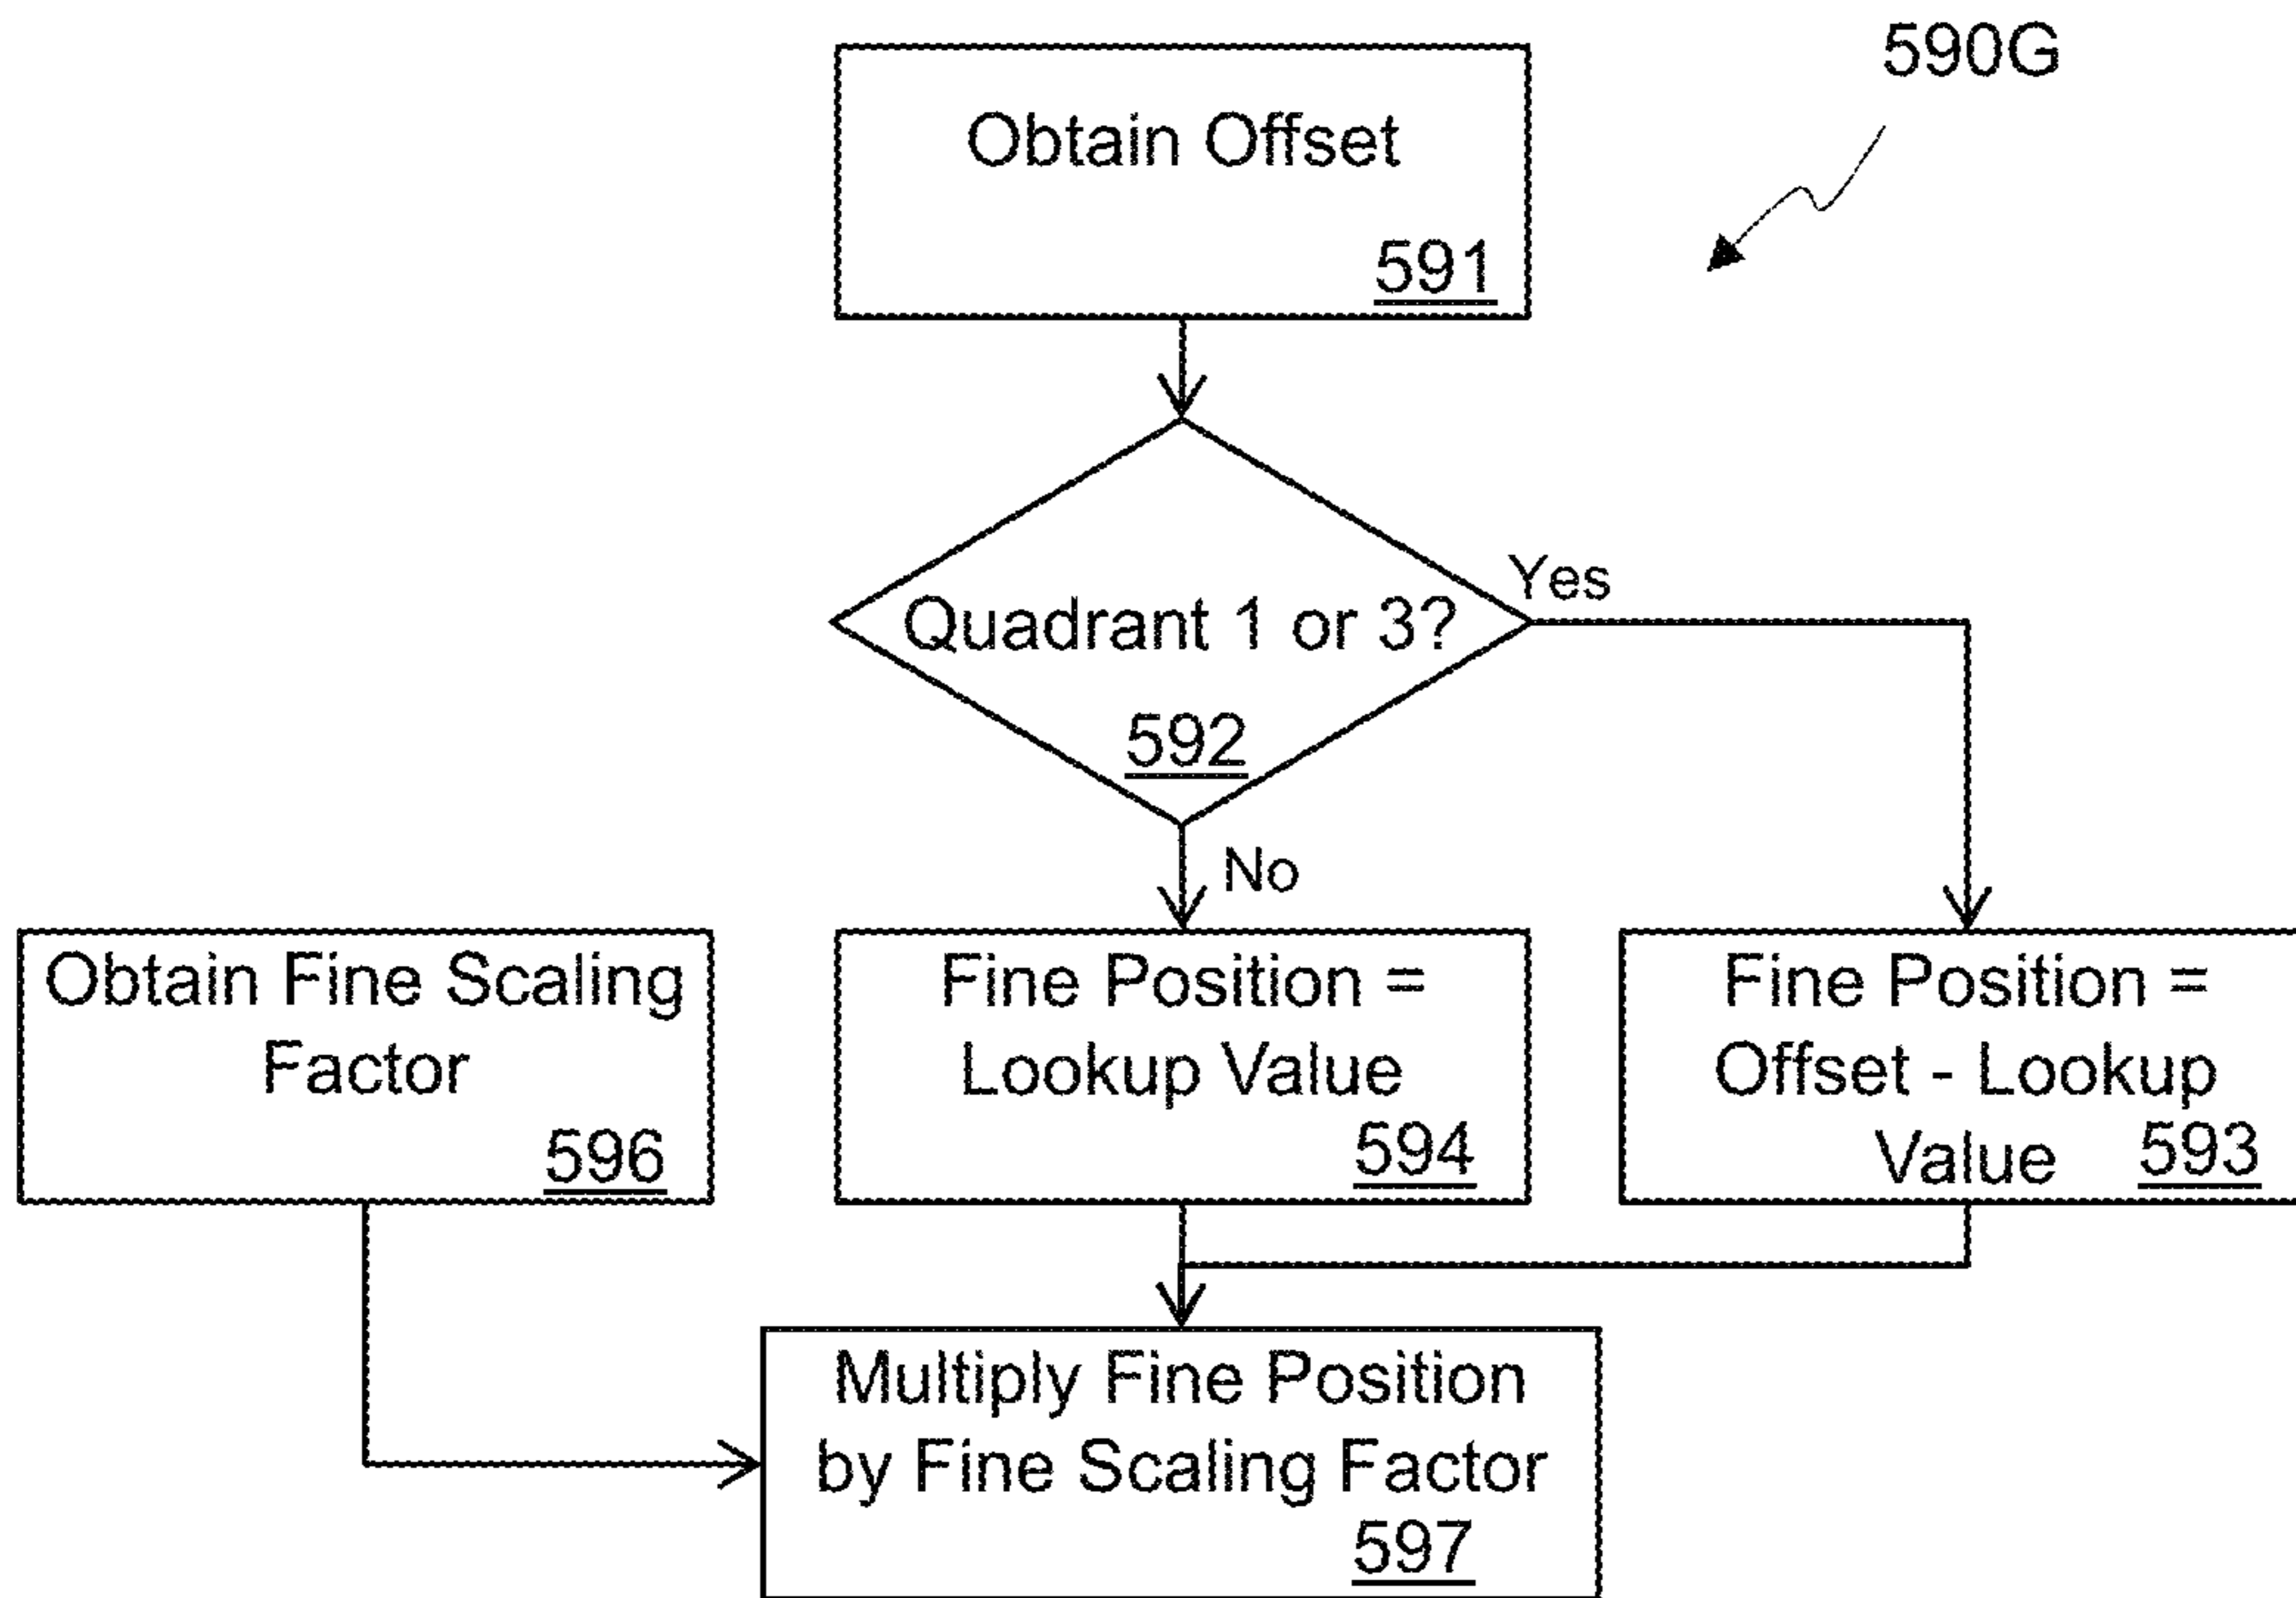 590G
Obtain Offset
591
Quadrant 1 or 3?
592
Yes
No
Obtain Fine Scaling
Factor
596
Fine Position =
Lookup Value
594
Fine Position =
Offset - Lookup
Value 593
Multiply Fine Position
by Fine Scaling Factor
597